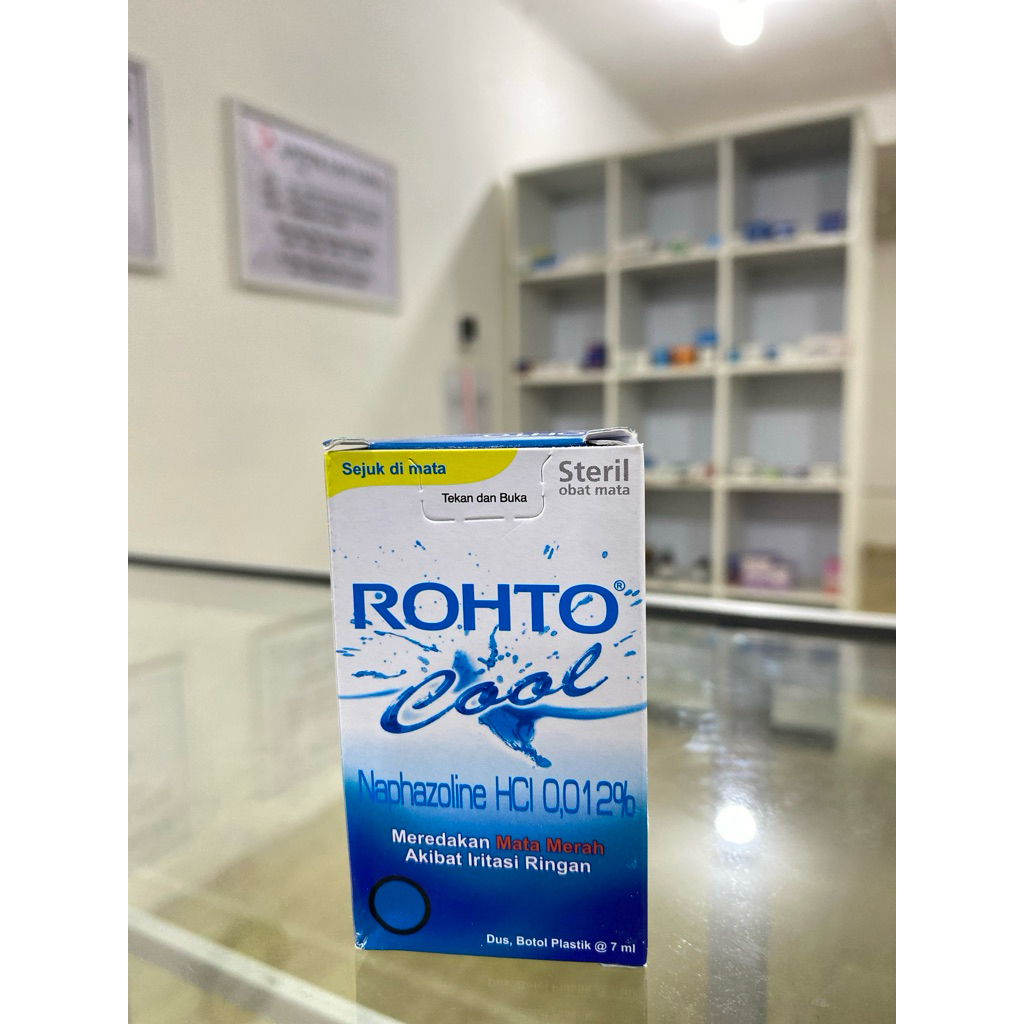 Sejuk di mata
Steril
obat mata
Tekan dan Buka
ROHTO®
Cool
Naphazoline HCl 0,012%
Meredakan Mata Merah
Akibat Iritasi Ringan
Dus, Botol Plastik @ 7 ml